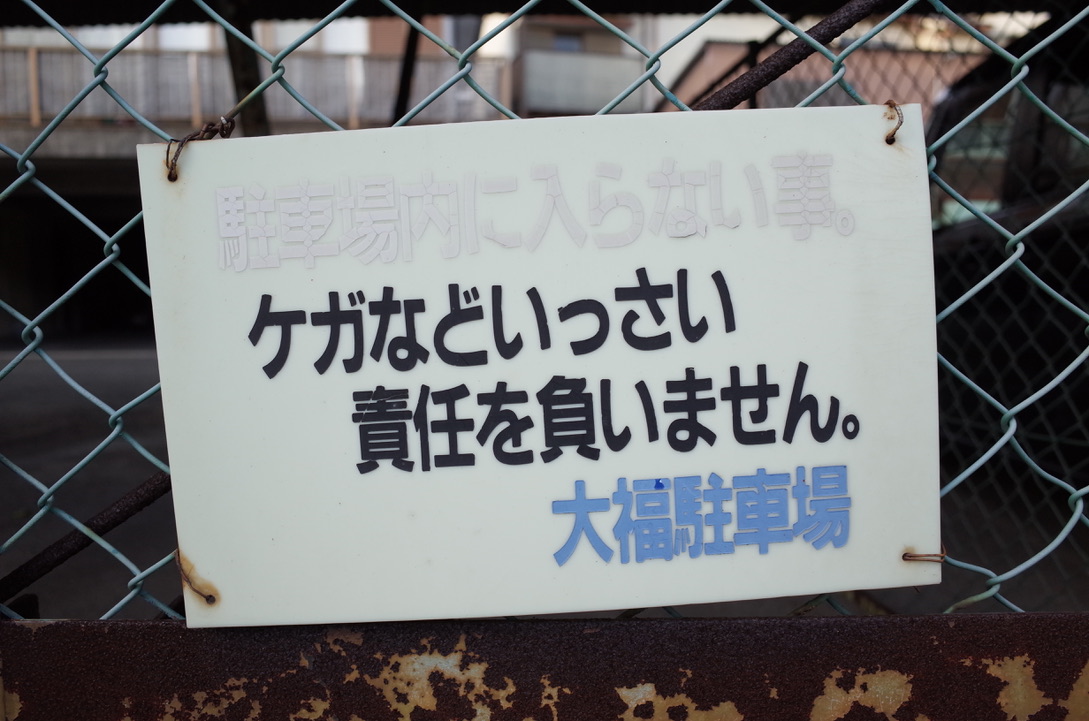 駐車場内に入らない事。
ケガなどいっさい
責任を負いません。
大福駐車場